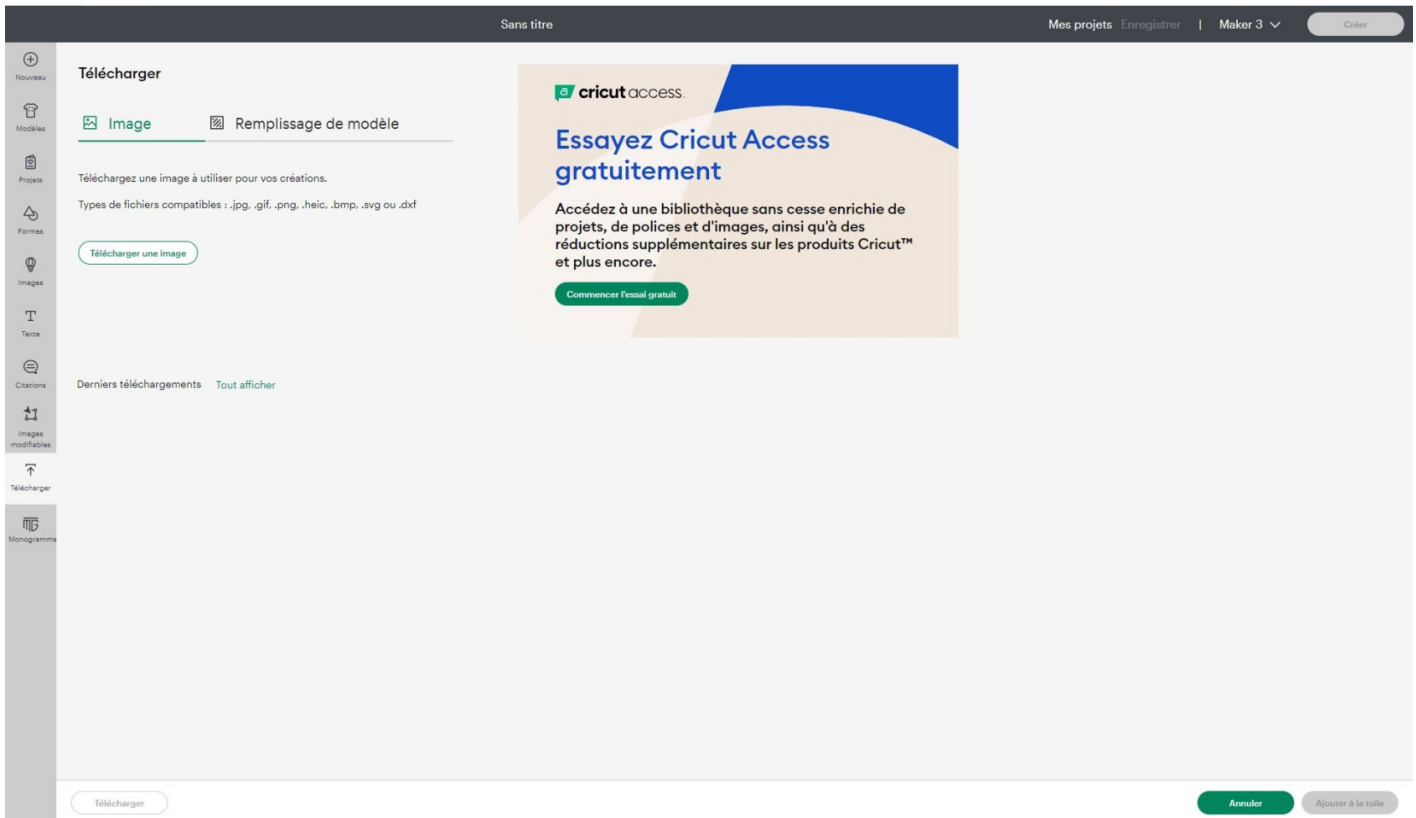 Sans titre
Mes projets Enregistrer | Maker 3
Créer
Nouveau
Modèles
Projets
Formes
Images
Texte
Citations
Images
modifiables
Télécharger
Monogramme
Télécharger
Image
Remplissage de modèle
Téléchargez une image à utiliser pour vos créations.
Types de fichiers compatibles : .jpg, .gif, .png, .heic, .bmp, .svg ou .dxf
Télécharger une image
Derniers téléchargements Tout afficher
a cricut access.
Essayez Cricut Access
gratuitement
Accédez à une bibliothèque sans cesse enrichie de
projets, de polices et d'images, ainsi qu'à des
réductions supplémentaires sur les produits Cricut™
et plus encore.
Commencer l'essai gratuit
Télécharger
Annuler
Ajouter à la toile